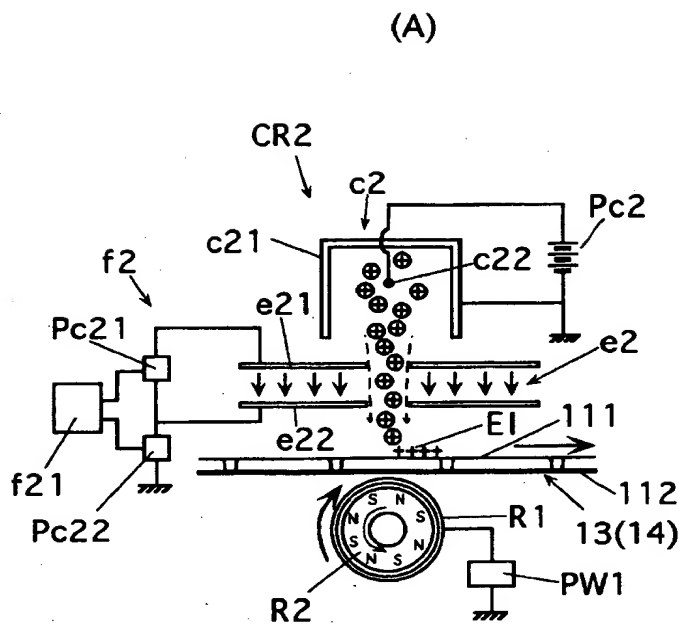 (A)
CR2
c2
Pc2
c21
c22
f2
e21
Pc21
e2
E1
111
e22
f21
Pc22
112
13(14)
R1
S N S N S N S N
R2
PW1